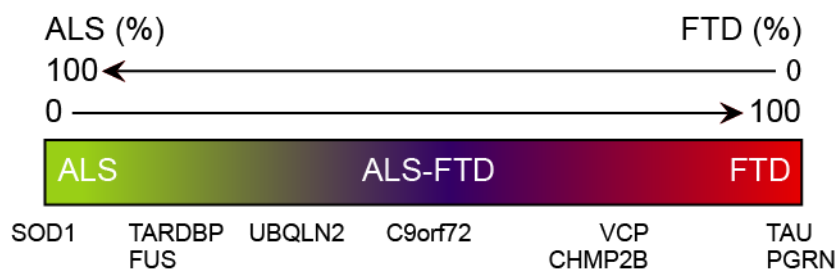 ALS (%) FTD (%)
100 0
0 100
ALS ALS-FTD FTD
SOD1 TARDBP UBQLN2 C9orf72 VCP TAU
FUS CHMP2B PGRN